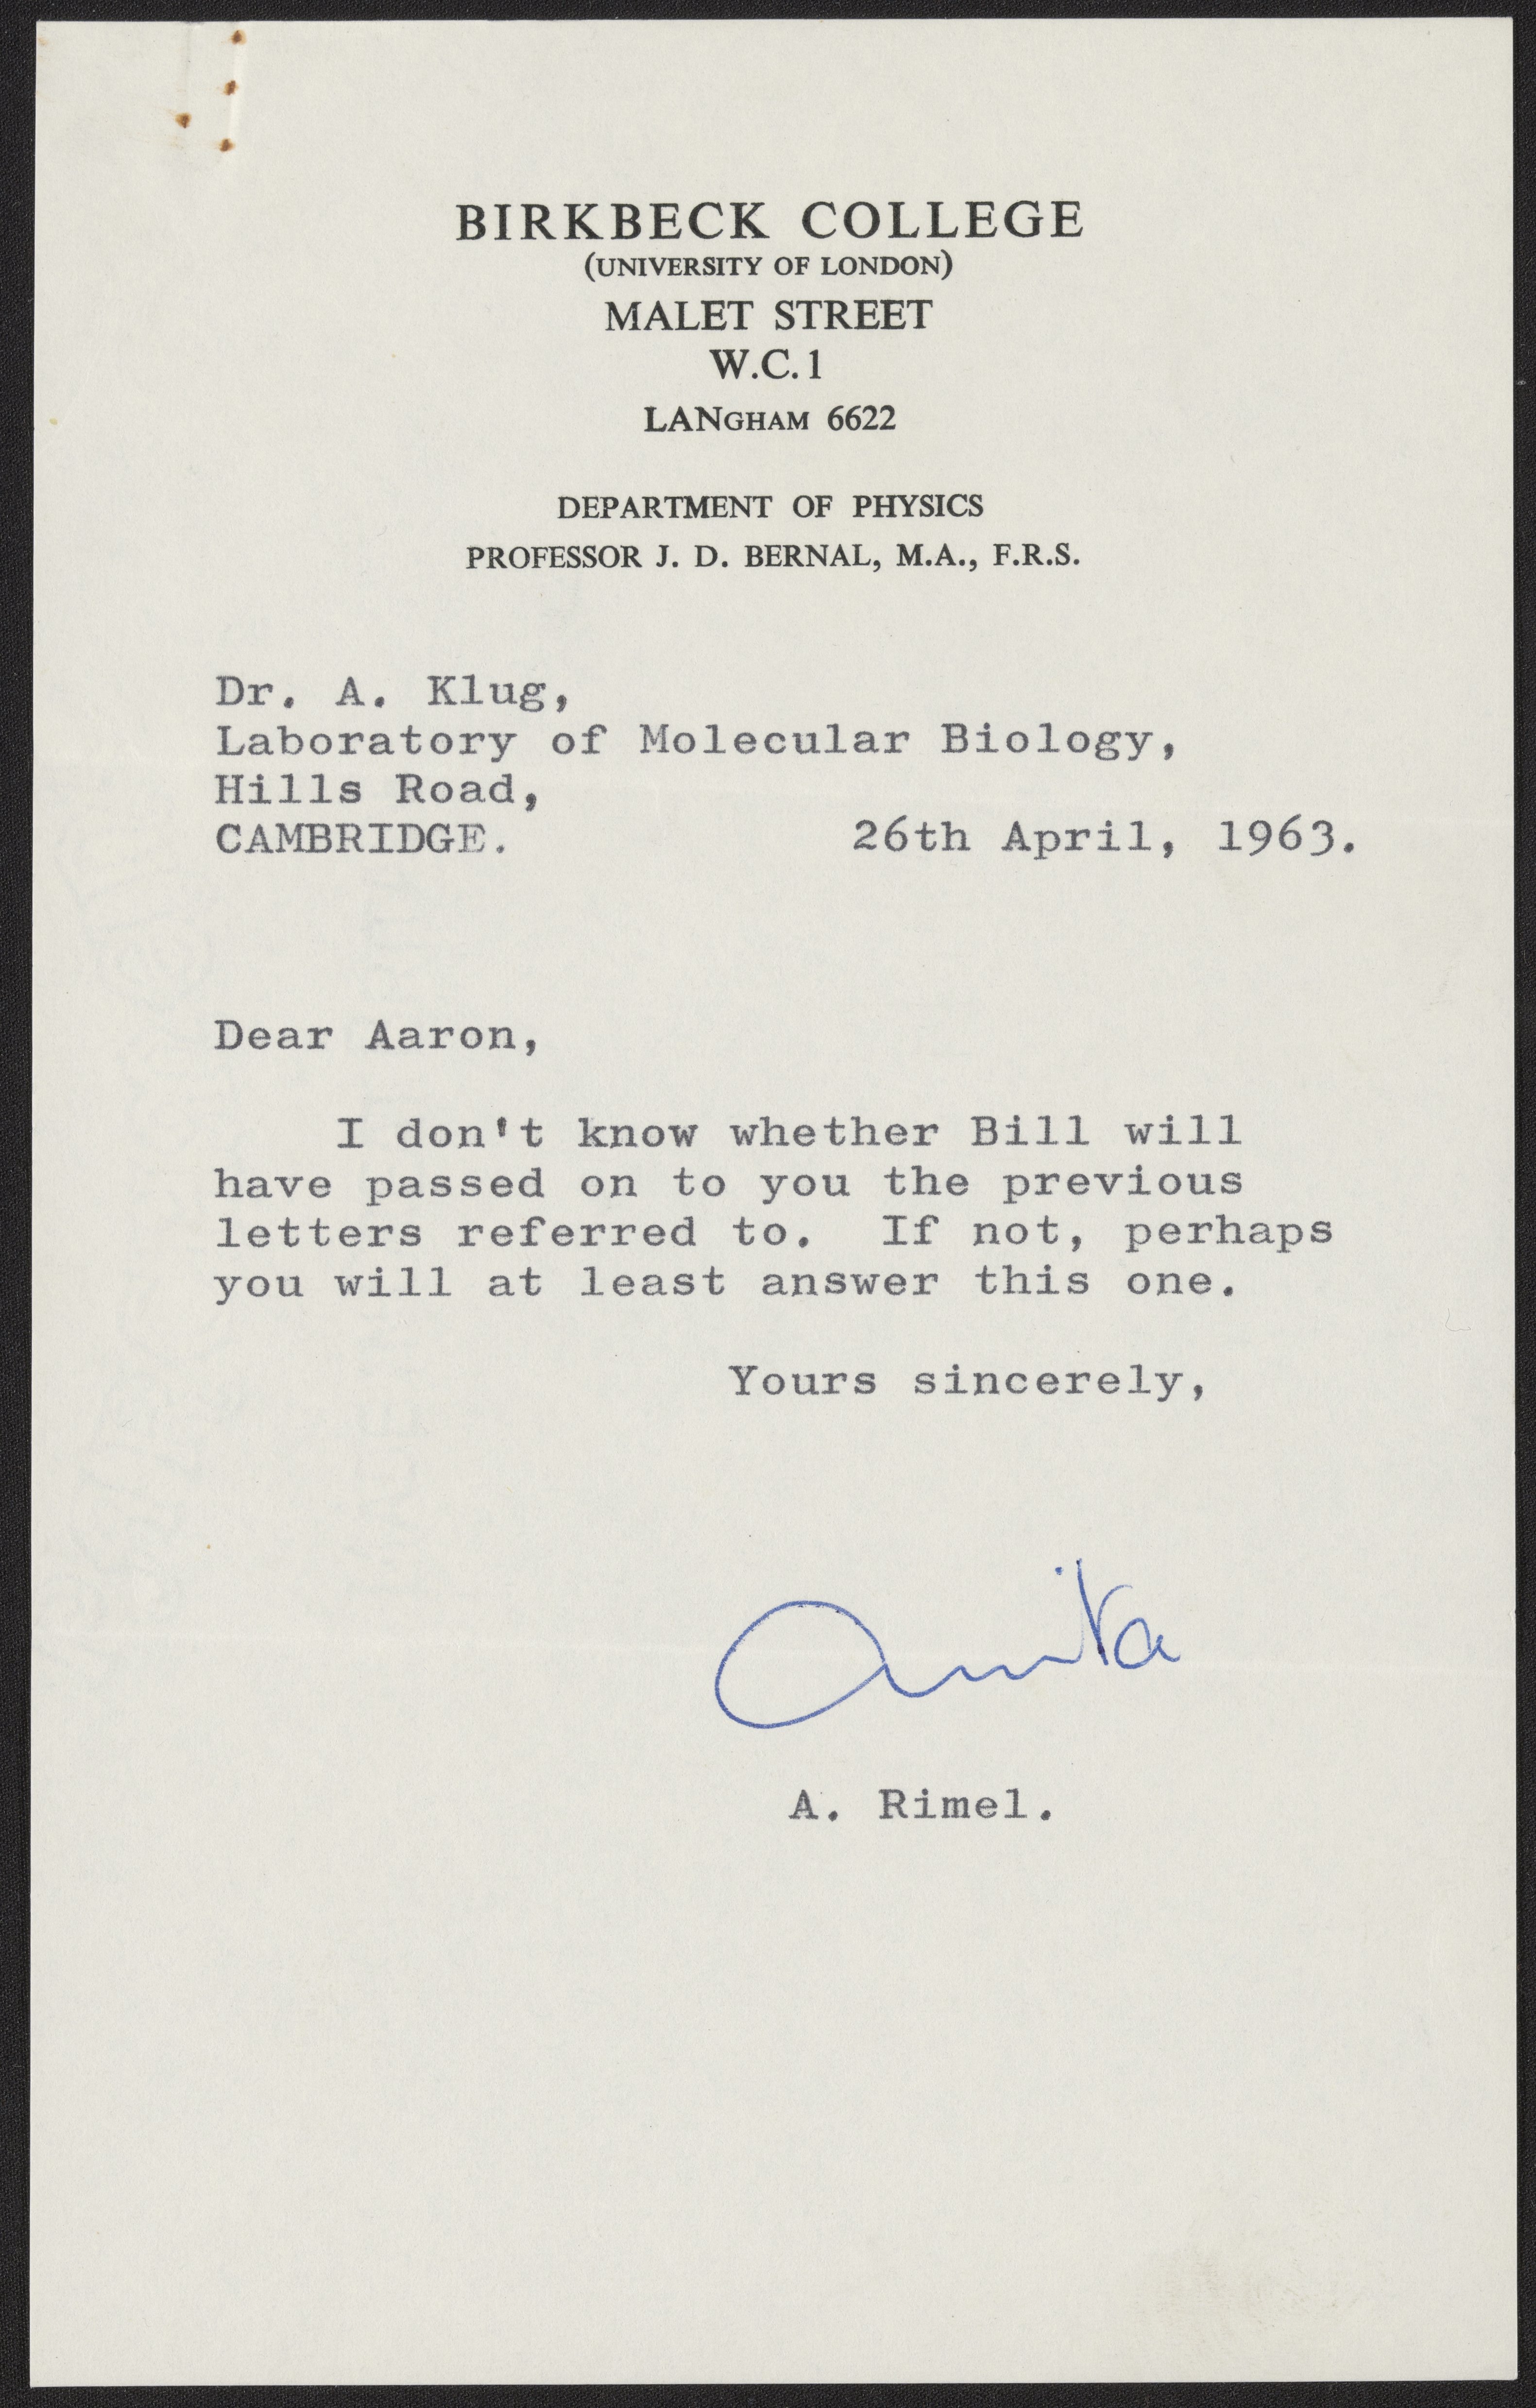 BIRKBECK COLLEGE
(UNIVERSITY OF LONDON)
MALET STREET
W.C.1
LANGHAM 6622
DEPARTMENT OF PHYSICS
PROFESSOR J. D. BERNAL, M.A., F.R.S.
Dr. A. Klug,
Laboratory of Molecular Biology,
Hills Road,
CAMBRIDGE. 26th April, 1963.
Dear Aaron,
I don't know whether Bill will
have passed on to you the previous
letters referred to. If not, perhaps
you will at least answer this one.
Yours sincerely,
Anita
A. Rimel.